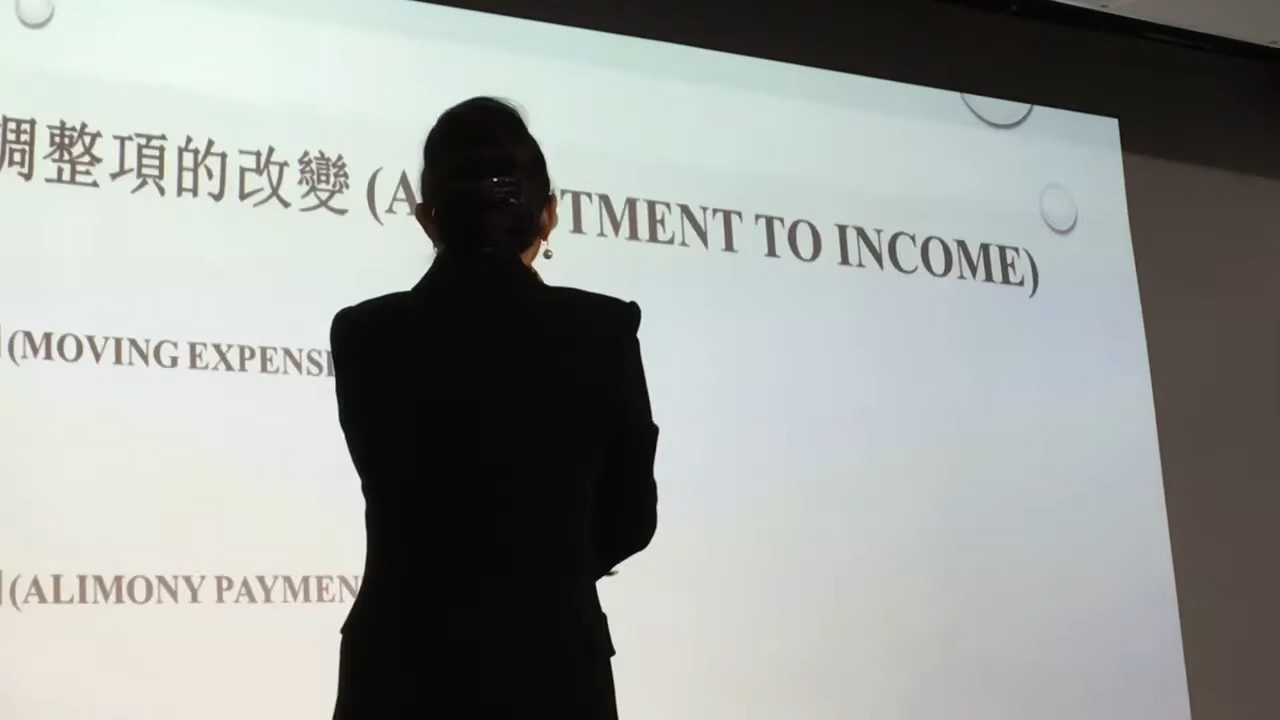 調整項的改變 (A TMENT TO INCOME)
(MOVING EXPENS
(ALIMONY PAYMEN